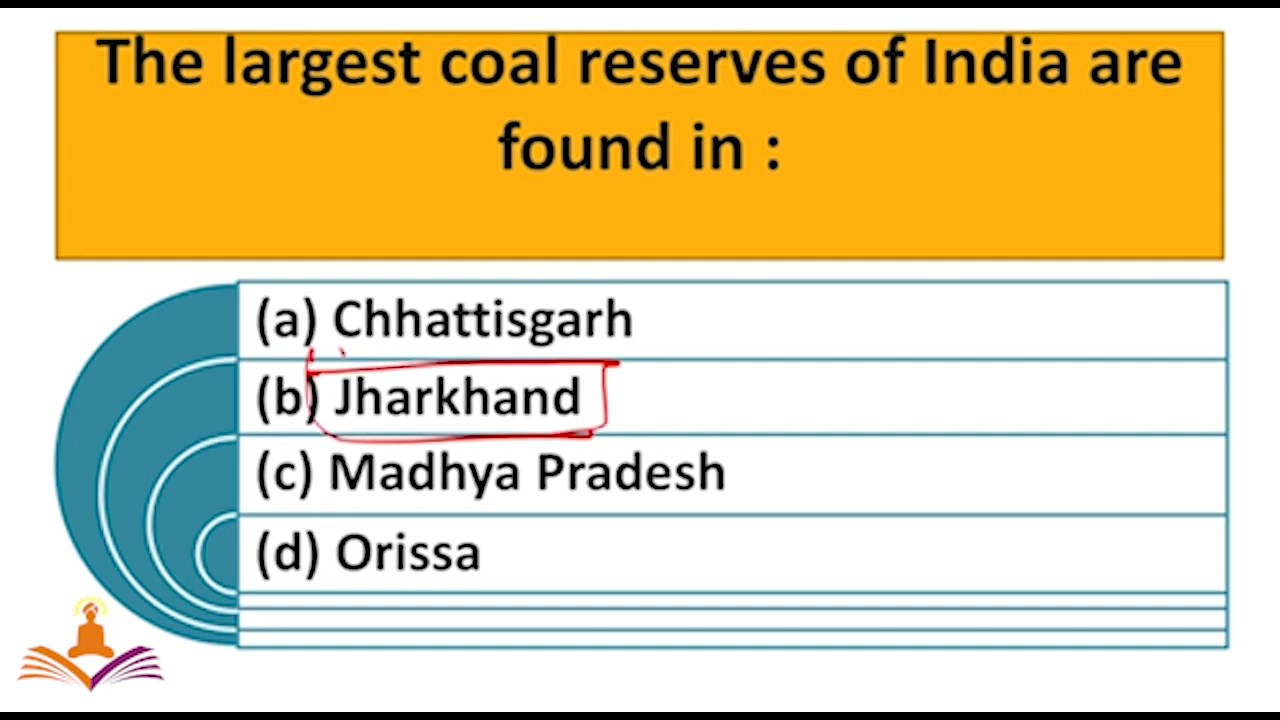 The largest coal reserves of India are
found in :
(a) Chhattisgarh
(b) Jharkhand
(c) Madhya Pradesh
(d) Orissa